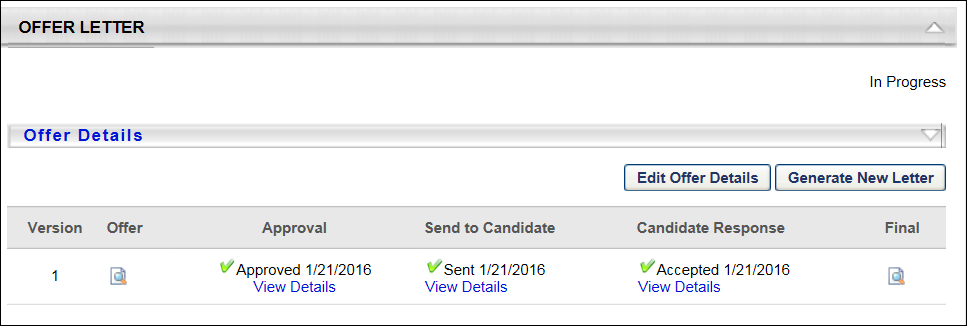 OFFER LETTER
In Progress
Offer Details
Edit Offer Details Generate New Letter
Version Offer Approval Send to Candidate Candidate Response Final
1 Approved 1/21/2016 Sent 1/21/2016 Accepted 1/21/2016
View Details View Details View Details